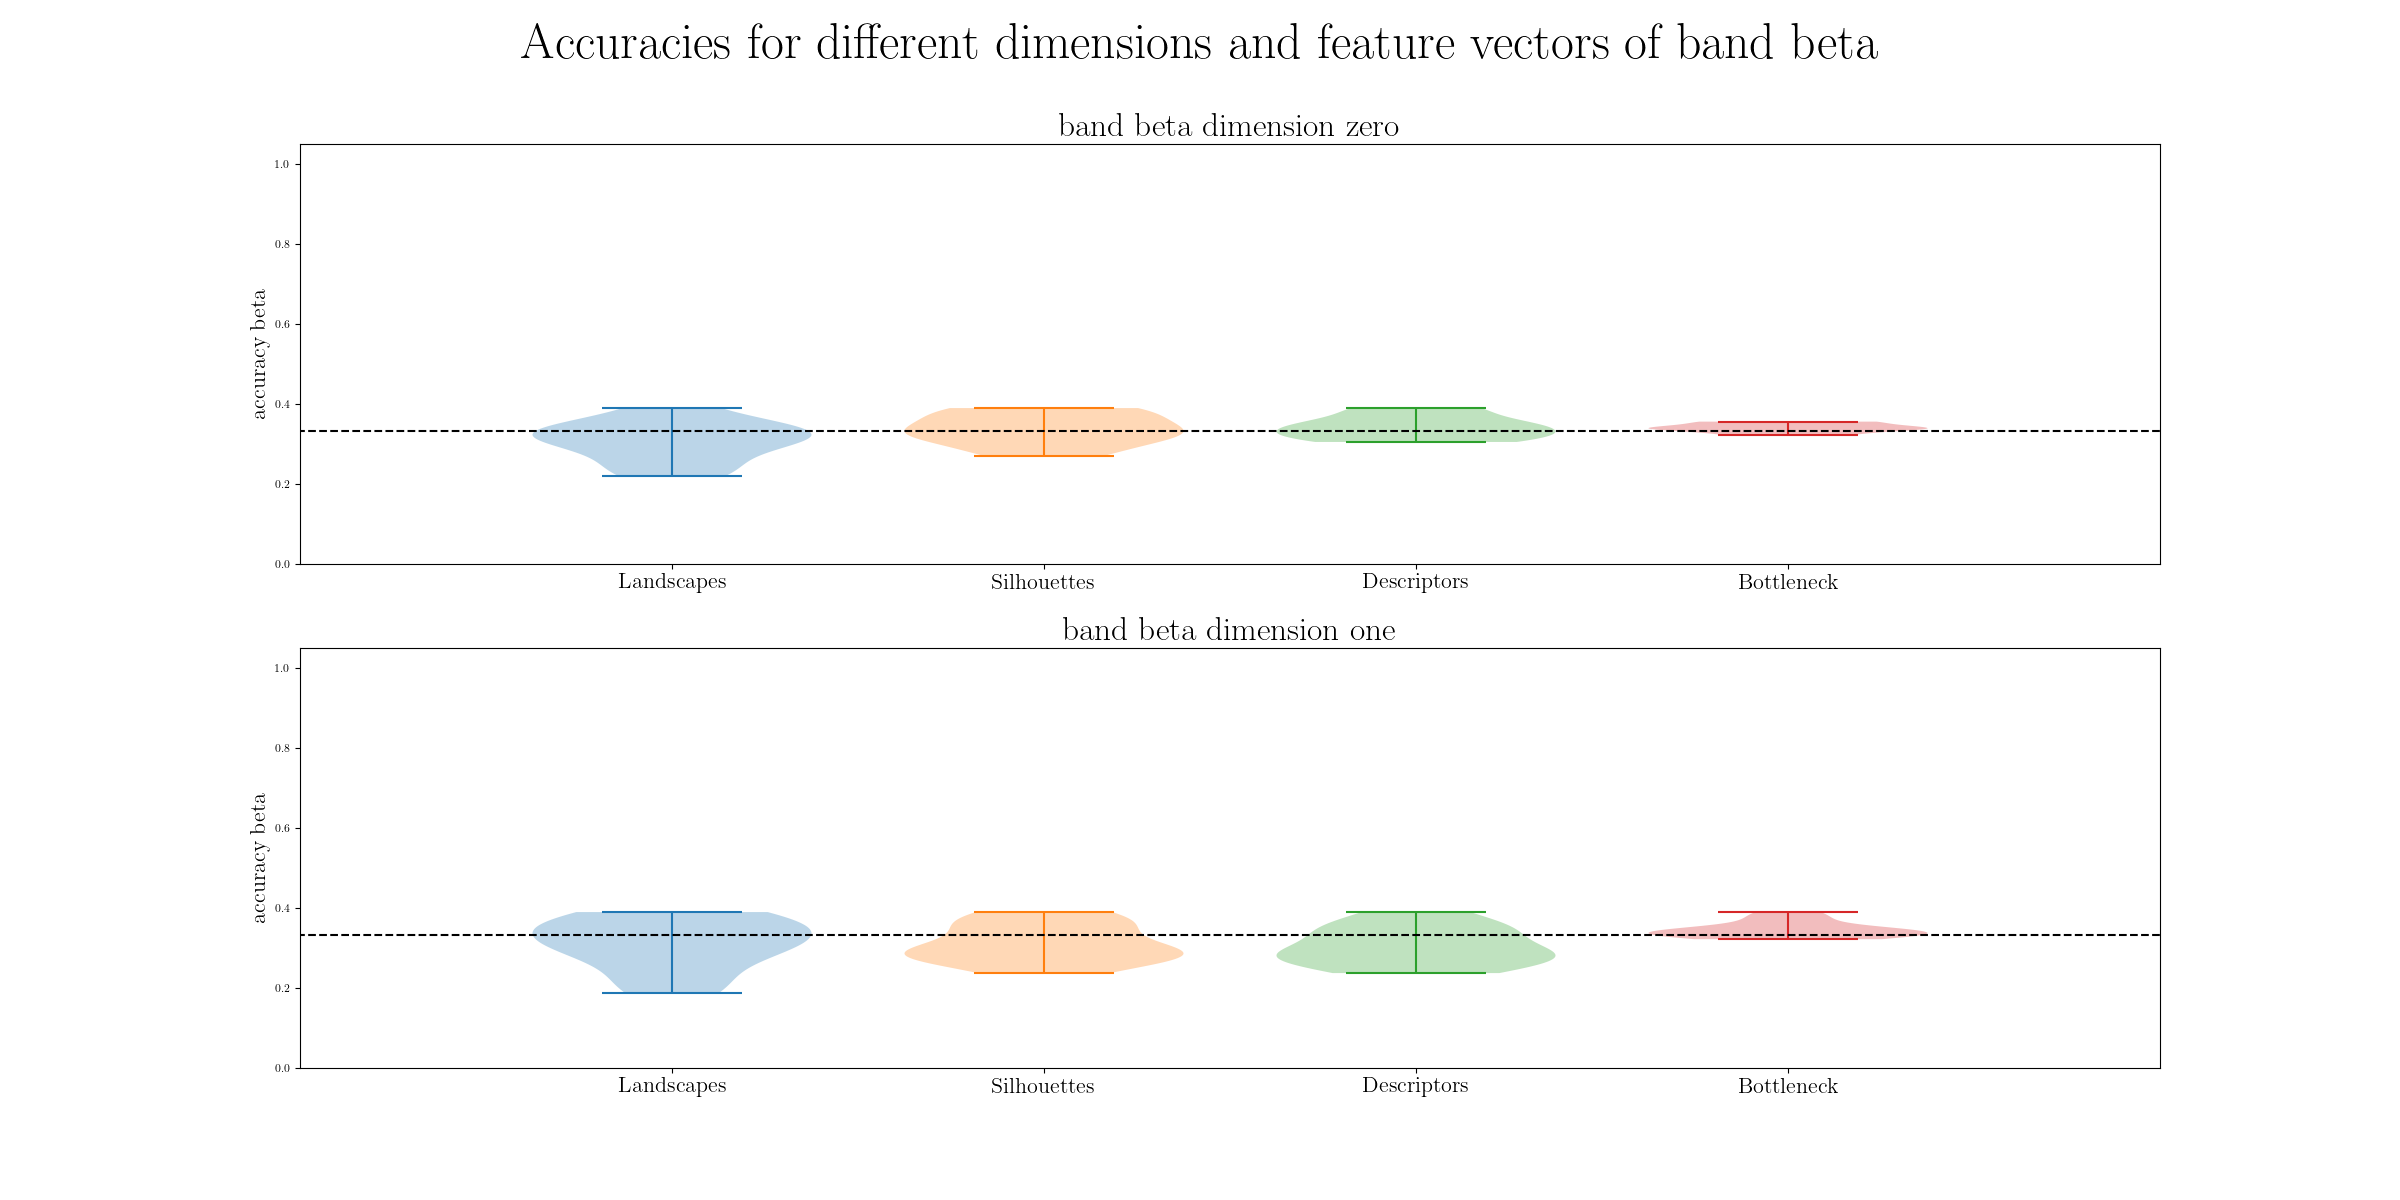 Accuracies for different dimensions and feature vectors of band beta
band beta dimension zero
accuracy beta
1.0
0.8
0.6
0.4
0.2
0.0
Landscapes Silhouettes Descriptors Bottleneck
band beta dimension one
accuracy beta
1.0
0.8
0.6
0.4
0.2
0.0
Landscapes Silhouettes Descriptors Bottleneck